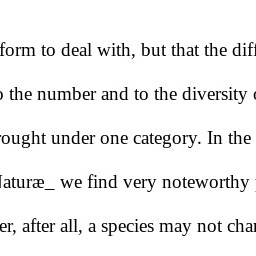 form to deal with, but that the diff
the number and to the diversity
rought under one category. In the
Naturæ_ we find very noteworthy
er, after all, a species may not chan